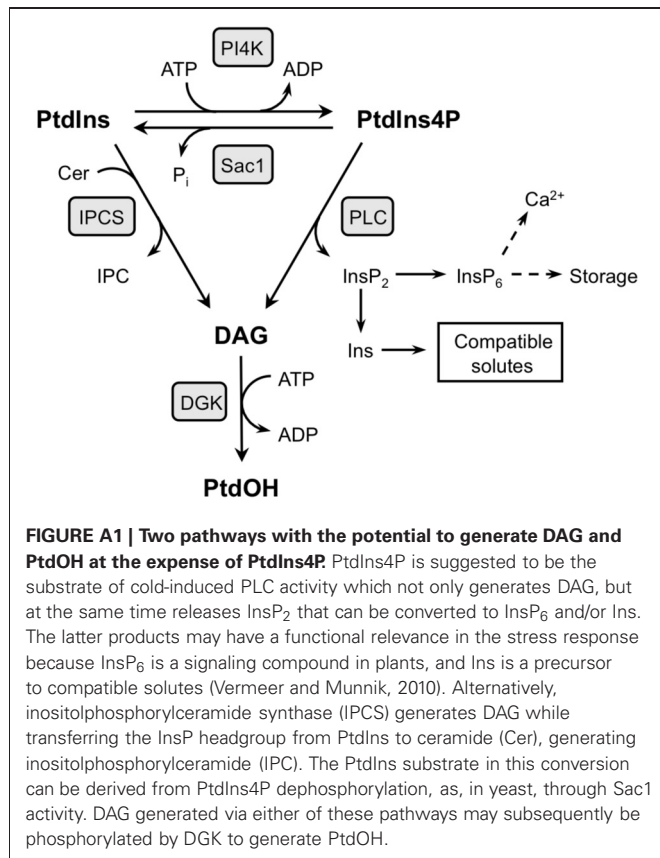 PI4K
ATP ADP
PtdIns PtdIns4P
Cer Pi Sac1
IPCS PLC Ca2+
IPC InsP2 InsP6 Storage
DAG Ins Compatible
solutes
DGK ATP
ADP
PtdOH
FIGURE A1 | Two pathways with the potential to generate DAG and
PtdOH at the expense of PtdIns4P. PtdIns4P is suggested to be the
substrate of cold-induced PLC activity which not only generates DAG, but
at the same time releases InsP2 that can be converted to InsP6 and/or Ins.
The latter products may have a functional relevance in the stress response
because InsP6 is a signaling compound in plants, and Ins is a precursor
to compatible solutes (Vermeer and Munnik, 2010). Alternatively,
inositolphosphorylceramide synthase (IPCS) generates DAG while
transferring the InsP headgroup from PtdIns to ceramide (Cer), generating
inositolphosphorylceramide (IPC). The PtdIns substrate in this conversion
can be derived from PtdIns4P dephosphorylation, as, in yeast, through Sac1
activity. DAG generated via either of these pathways may subsequently be
phosphorylated by DGK to generate PtdOH.